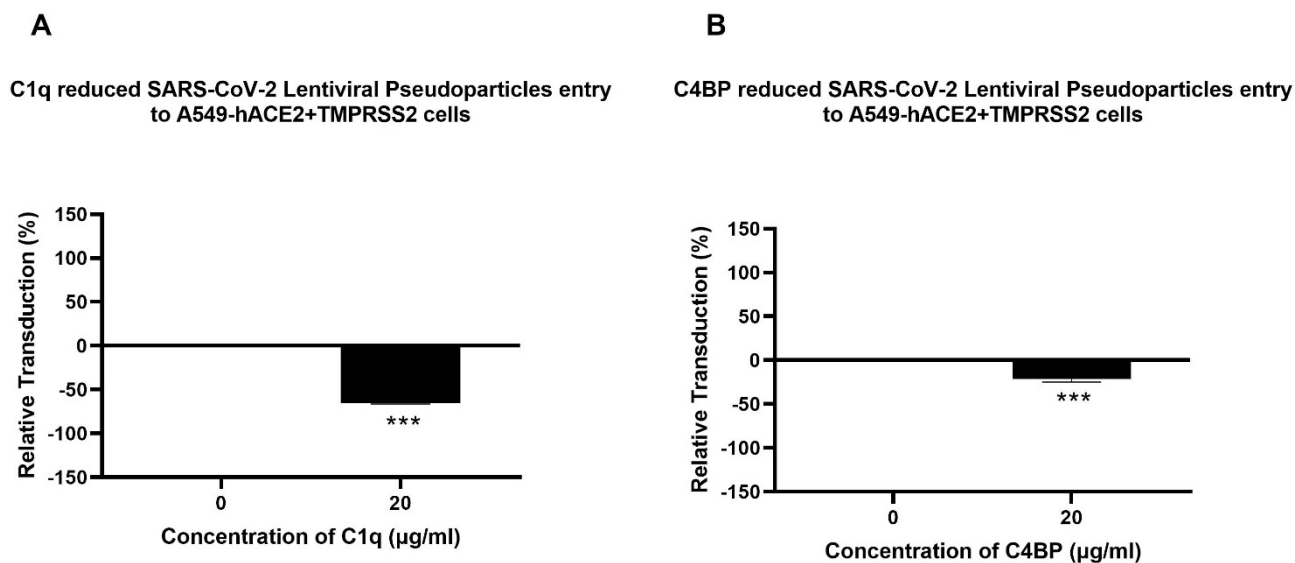 A
C1q reduced SARS-CoV-2 Lentiviral Pseudoparticles entry
to A549-hACE2+TMPRSS2 cells
Relative Transduction (%)
150
100
50
0
-50
-100
-150
***
0
20
Concentration of C1q (µg/ml)
B
C4BP reduced SARS-CoV-2 Lentiviral Pseudoparticles entry
to A549-hACE2+TMPRSS2 cells
Relative Transduction (%)
150
100
50
0
-50
-100
-150
***
0
20
Concentration of C4BP (µg/ml)